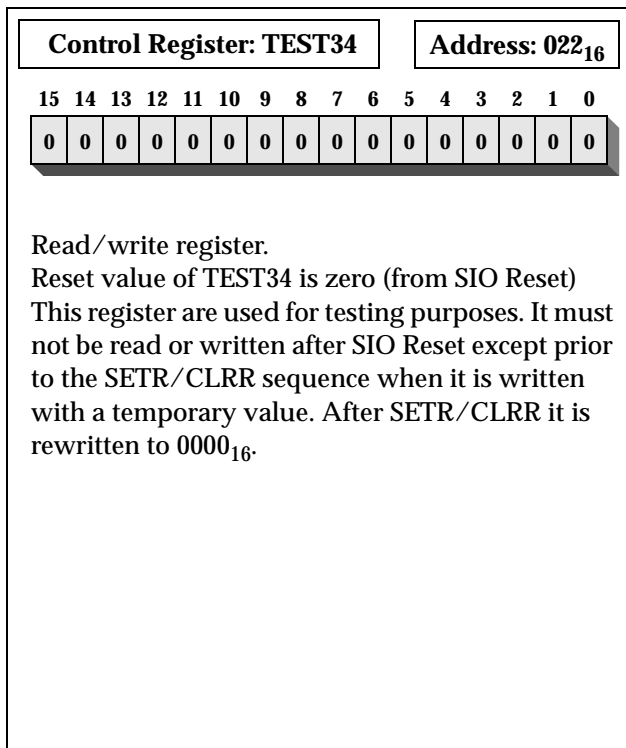 Control Register: TEST34
Address: 022₁₆
15 14 13 12 11 10 9 8 7 6 5 4 3 2 1 0
0 0 0 0 0 0 0 0 0 0 0 0 0 0 0 0
Read/write register.
Reset value of TEST34 is zero (from SIO Reset)
This register are used for testing purposes. It must
not be read or written after SIO Reset except prior
to the SETR/CLRR sequence when it is written
with a temporary value. After SETR/CLRR it is
rewritten to 0000₁₆.